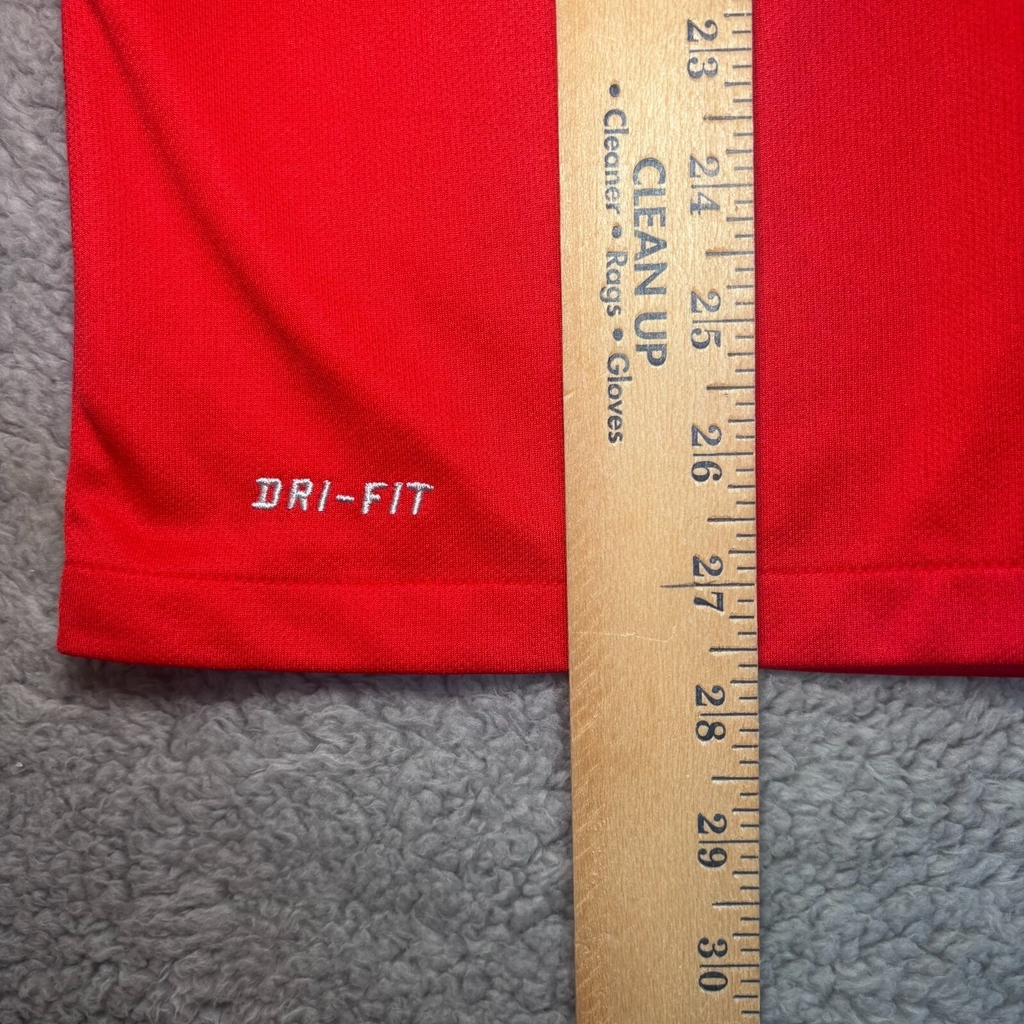 DRI-FIT
CLEAN UP
• Cleaner • Rags • Gloves
23
24
25
26
27
28
29
30